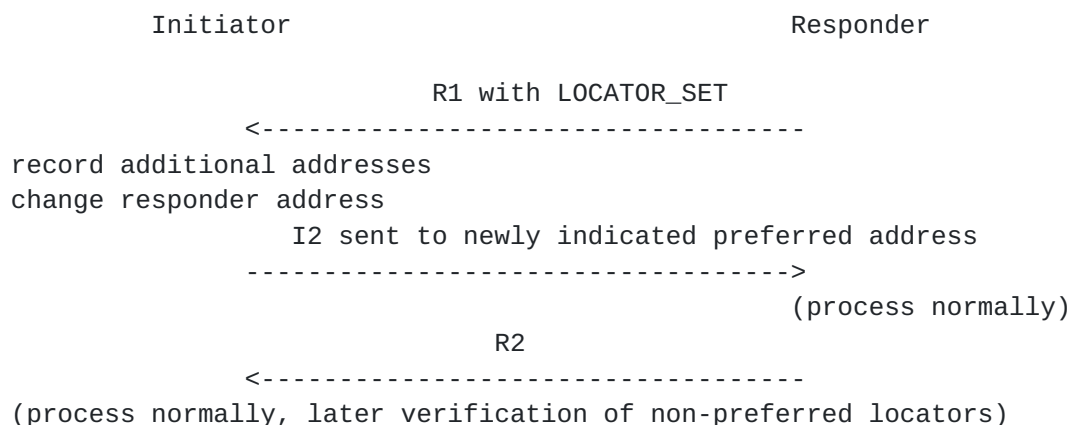 Initiator                                Responder
R1 with LOCATOR_SET
<-----------------------------------
record additional addresses
change responder address
I2 sent to newly indicated preferred address
----------------------------------->
(process normally)
R2
<-----------------------------------
(process normally, later verification of non-preferred locators)